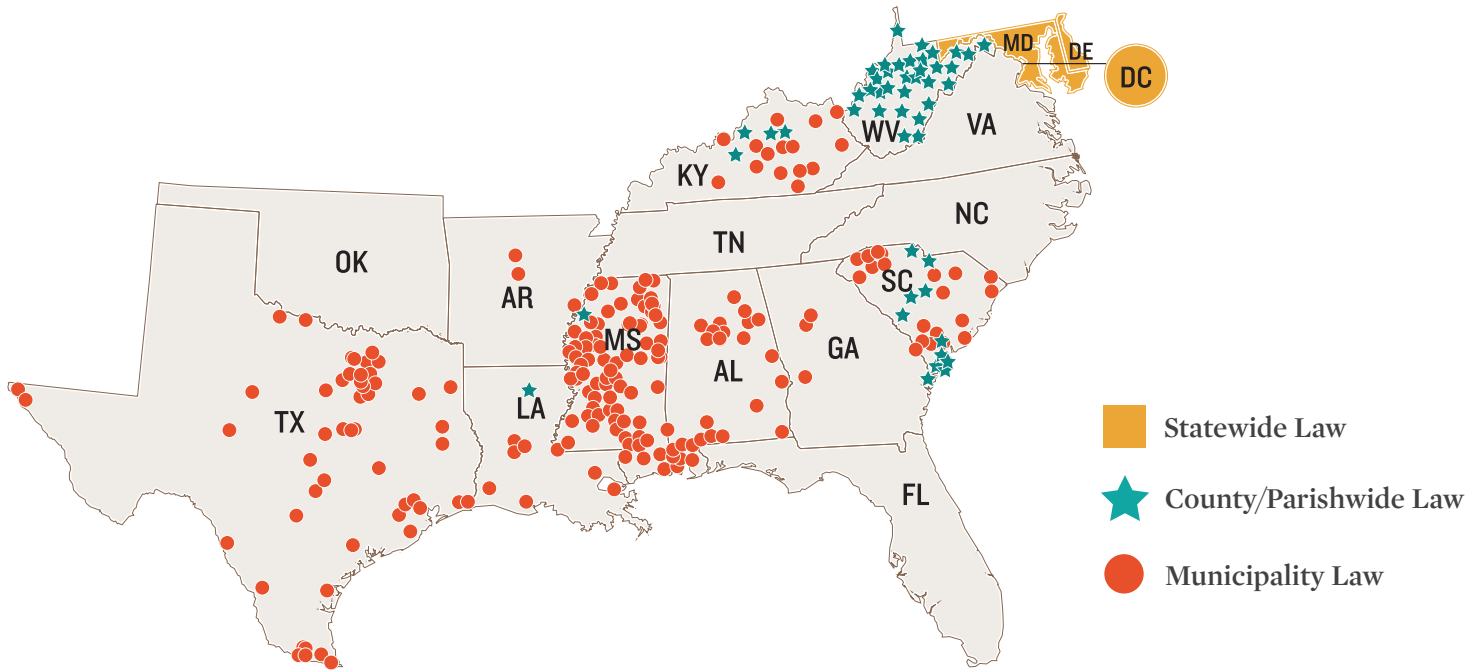 MD
DE
DC
WV
VA
KY
NC
TN
OK
AR
SC
MS
GA
AL
LA
TX
FL
Statewide Law
County/Parishwide Law
Municipality Law